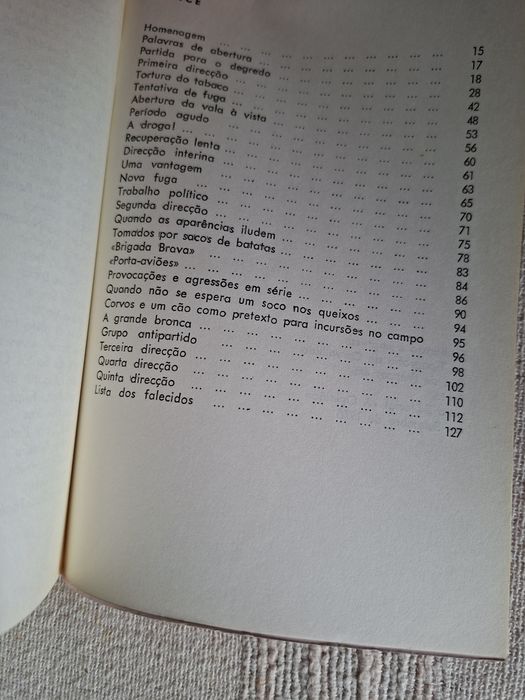 CE
Homenagem ... ... ... ... ... ... ... ... ... 15
Palavras de abertura ... ... ... ... ... ... ... 17
Partida para o degredo ... ... ... ... ... ... 18
Primeira direcção ... ... ... ... ... ... ... 28
Tortura do tabaco ... ... ... ... ... ... ... 42
Tentativa de fuga ... ... ... ... ... ... ... 48
Abertura da vala à vista ... ... ... ... ... ... 53
Período agudo ... ... ... ... ... ... ... ... 56
A droga! ... ... ... ... ... ... ... ... ... 60
Recuperação lenta ... ... ... ... ... ... ... 61
Direcção interina ... ... ... ... ... ... ... 63
Uma vantagem ... ... ... ... ... ... ... ... 65
Nova fuga ... ... ... ... ... ... ... ... 70
Trabalho político ... ... ... ... ... ... ... 71
Segunda direcção ... ... ... ... ... ... ... 75
Quando as aparências iludem ... ... ... ... ... 78
Tomados por sacos de batatas ... ... ... ... ... 83
«Brigada Brava» ... ... ... ... ... ... ... 84
«Porta-aviões» ... ... ... ... ... ... ... ... 86
Provocações e agressões em série ... ... ... ... 90
Quando não se espera um soco nos queixos ... ... ... 94
Corvos e um cão como pretexto para incursões no campo 95
A grande bronca ... ... ... ... ... ... ... 96
Grupo antipartido ... ... ... ... ... ... ... 98
Terceira direcção ... ... ... ... ... ... ... 102
Quarta direcção ... ... ... ... ... ... ... 110
Quinta direcção ... ... ... ... ... ... ... 112
Lista dos falecidos ... ... ... ... ... ... ... 127